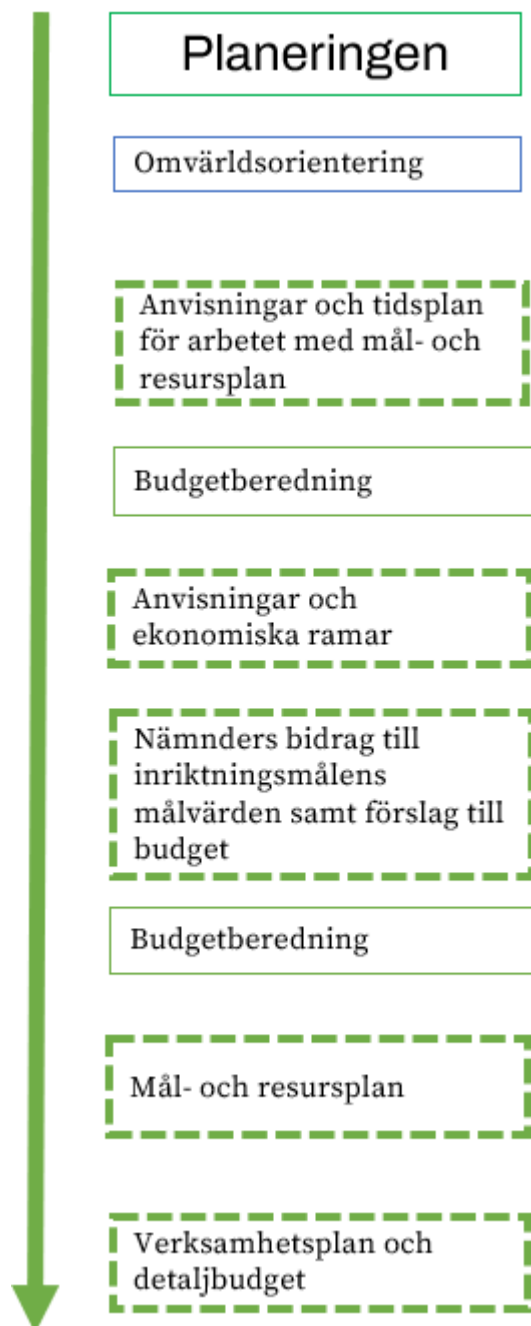 Planeringen
Omvärldsorientering
Anvisningar och tidsplan
för arbetet med mål- och
resursplan
Budgetberedning
Anvisningar och
ekonomiska ramar
Nämnders bidrag till
inriktningsmålens
målvärden samt förslag till
budget
Budgetberedning
Mål- och resursplan
Verksamhetsplan och
detaljbudget